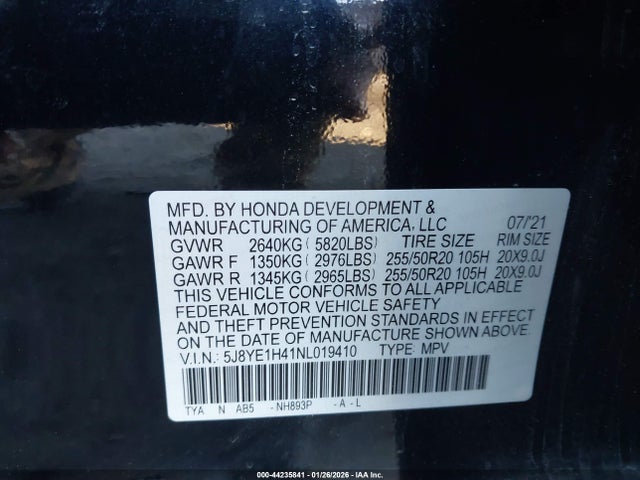 MFD. BY HONDA DEVELOPMENT &
MANUFACTURING OF AMERICA, LLC 07/'21
GVWR 2640KG ( 5820LBS) TIRE SIZE RIM SIZE
GAWR F 1350KG ( 2976LBS) 255/50R20 105H 20X9.0J
GAWR R 1345KG ( 2965LBS) 255/50R20 105H 20X9.0J
THIS VEHICLE CONFORMS TO ALL APPLICABLE
FEDERAL MOTOR VEHICLE SAFETY
AND THEFT PREVENTION STANDARDS IN EFFECT
ON THE DATE OF MANUFACTURE SHOWN ABOVE.
V.I.N.: 5J8YE1H41NL019410 TYPE: MPV
TYA N AB5 -NH893P -A-L
000-44235841 | 01/26/2026 | IAA Inc.